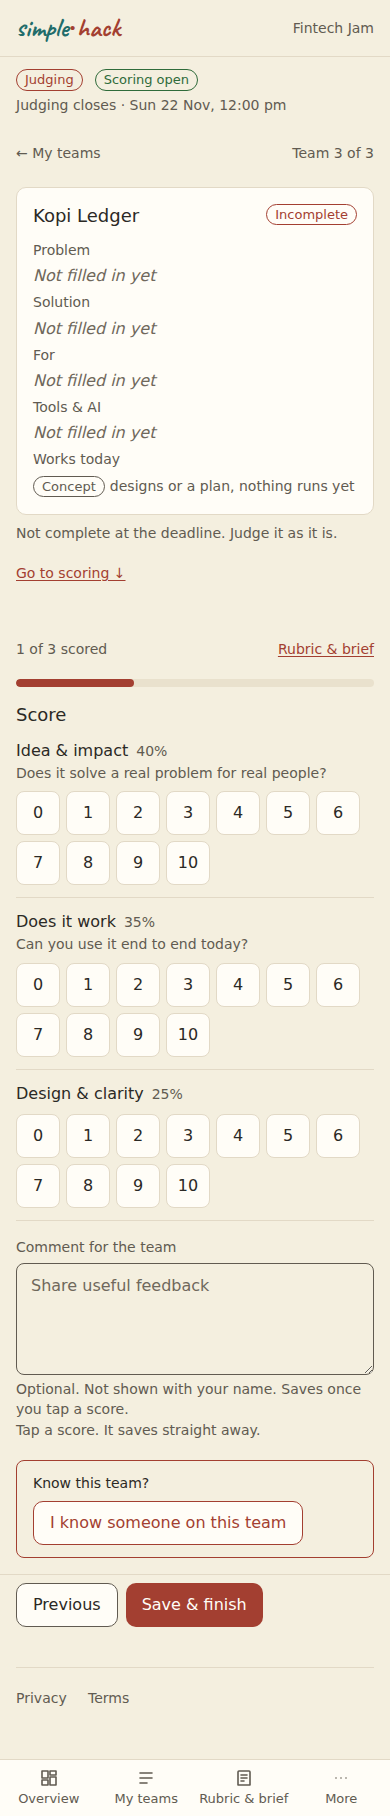 simple·hack
Fintech Jam
Judging
Scoring open
Judging closes · Sun 22 Nov, 12:00 pm
← My teams
Team 3 of 3
Kopi Ledger
Incomplete
Problem
Not filled in yet
Solution
Not filled in yet
For
Not filled in yet
Tools & AI
Not filled in yet
Works today
Concept designs or a plan, nothing runs yet
Not complete at the deadline. Judge it as it is.
Go to scoring ↓
1 of 3 scored
Rubric & brief
Score
Idea & impact 40%
Does it solve a real problem for real people?
0 1 2 3 4 5 6
7 8 9 10
Does it work 35%
Can you use it end to end today?
0 1 2 3 4 5 6
7 8 9 10
Design & clarity 25%
0 1 2 3 4 5 6
7 8 9 10
Comment for the team
Share useful feedback
Optional. Not shown with your name. Saves once
you tap a score.
Tap a score. It saves straight away.
Know this team?
I know someone on this team
Previous
Save & finish
Privacy
Terms
Overview
My teams
Rubric & brief
More